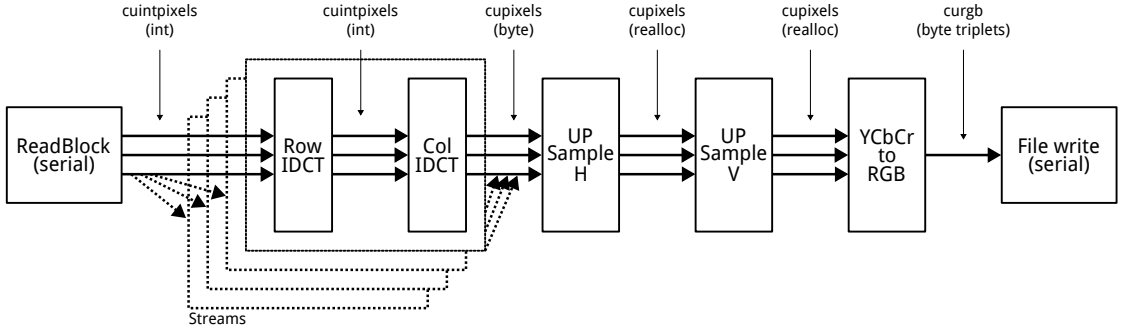 cuintpixels
(int)
cuintpixels
(int)
cupixels
(byte)
cupixels
(realloc)
cupixels
(realloc)
curgb
(byte triplets)
ReadBlock
(serial)
Row
IDCT
Col
IDCT
UP
Sample
H
UP
Sample
V
YCbCr
to
RGB
File write
(serial)
Streams